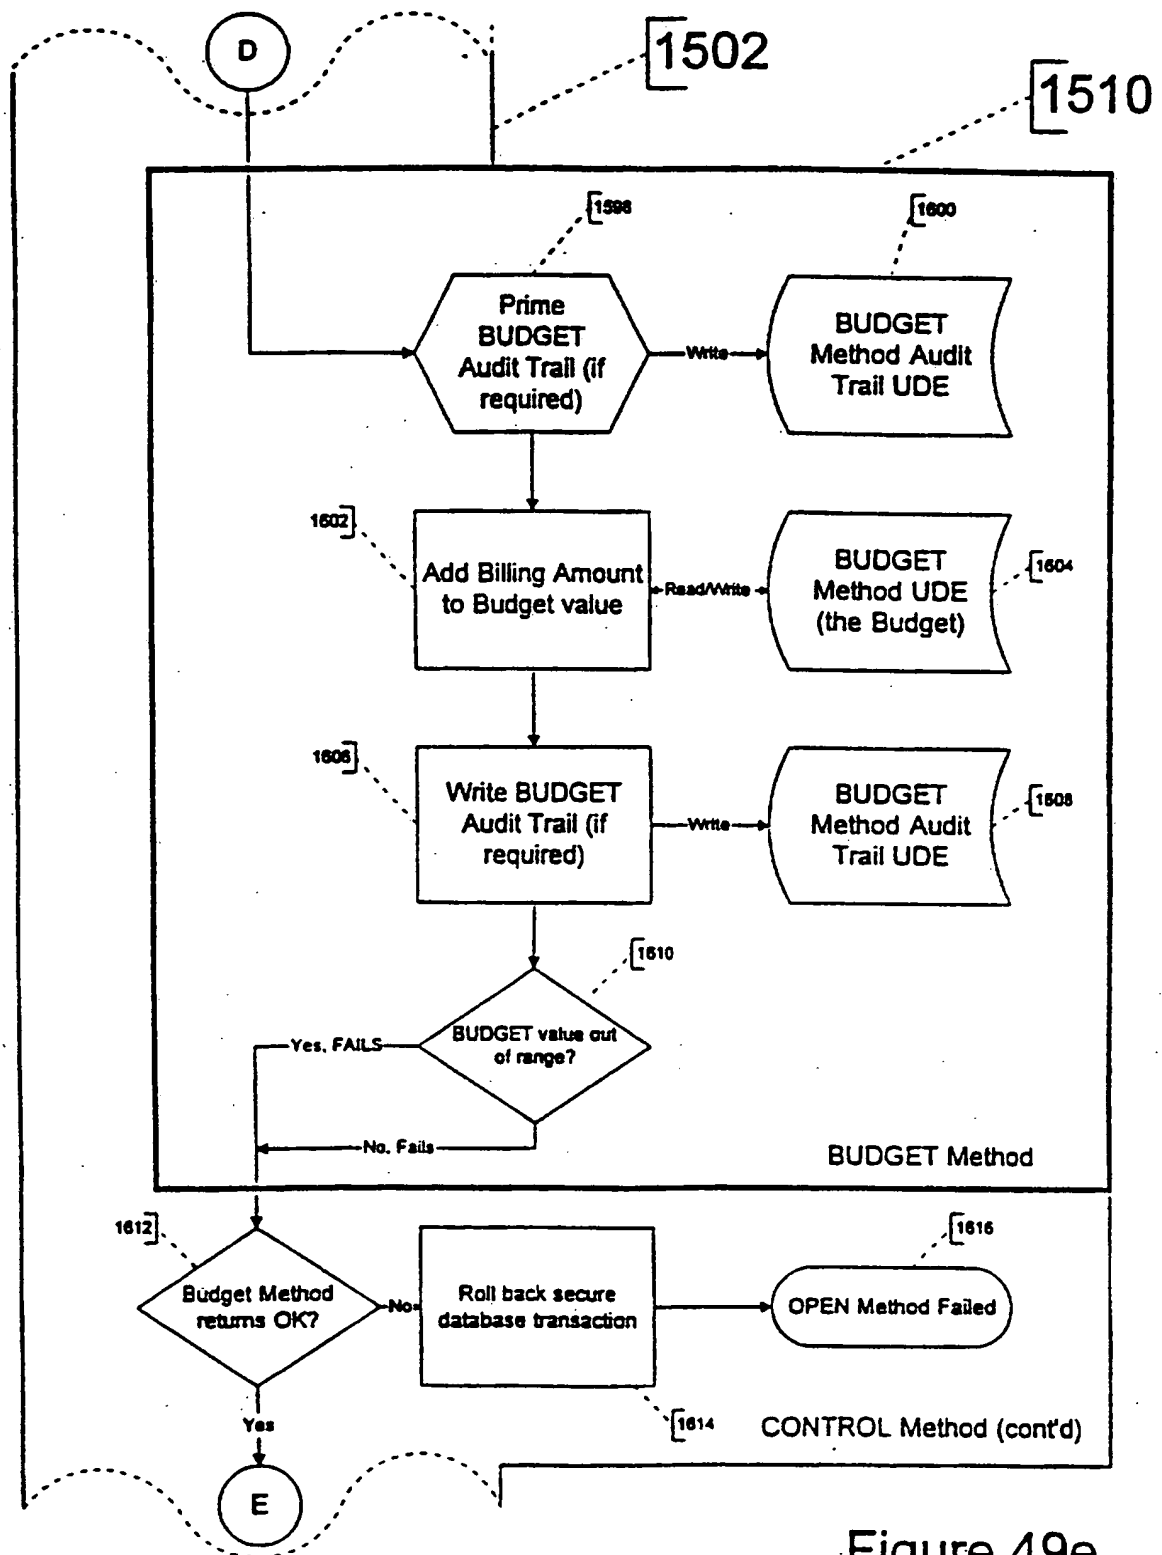 D
1502
1510
1598
1600
Prime
BUDGET
Audit Trail (if
required)
Write
BUDGET
Method Audit
Trail UDE
1602
Add Billing Amount
to Budget value
Read/Write
BUDGET
Method UDE
(the Budget)
1604
1606
Write BUDGET
Audit Trail (if
required)
Write
BUDGET
Method Audit
Trail UDE
1608
1610
BUDGET value out
of range?
Yes, FAILS
No, Fails
BUDGET Method
1612
Budget Method
returns OK?
No
Roll back secure
database transaction
1616
OPEN Method Failed
Yes
1614
CONTROL Method (cont'd)
E
Figure 49e